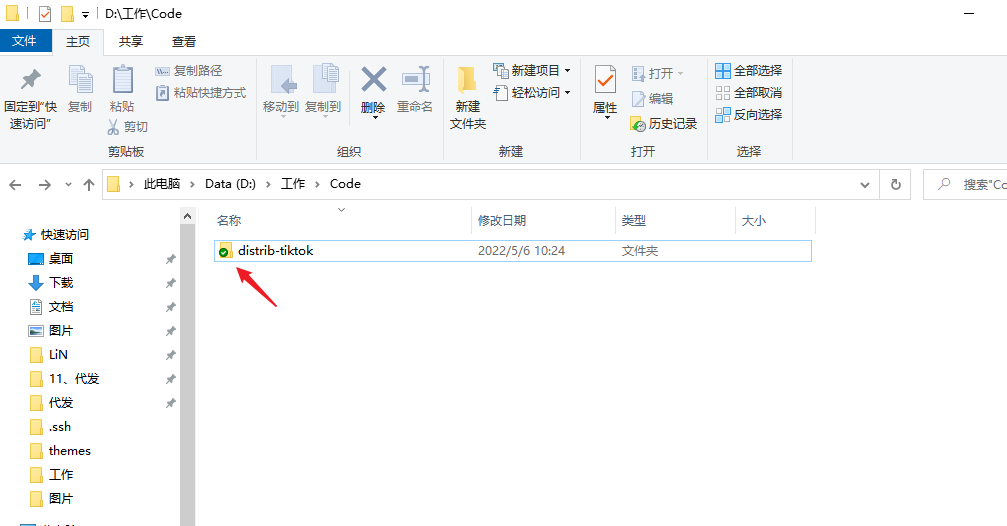 D:\工作\Code
文件 主页 共享 查看
固定到"快速访问"
复制
粘贴
复制路径
粘贴快捷方式
剪切
剪贴板
移动到
复制到
删除
重命名
组织
新建文件夹
新建项目
轻松访问
新建
属性
打开
编辑
历史记录
打开
全部选择
全部取消
反向选择
选择
此电脑 Data (D:) 工作 Code
搜索"Co
名称 修改日期 类型 大小
distrib-tiktok 2022/5/6 10:24 文件夹
快速访问
桌面
下载
文档
图片
LiN
11、代发
代发
.ssh
themes
工作
图片